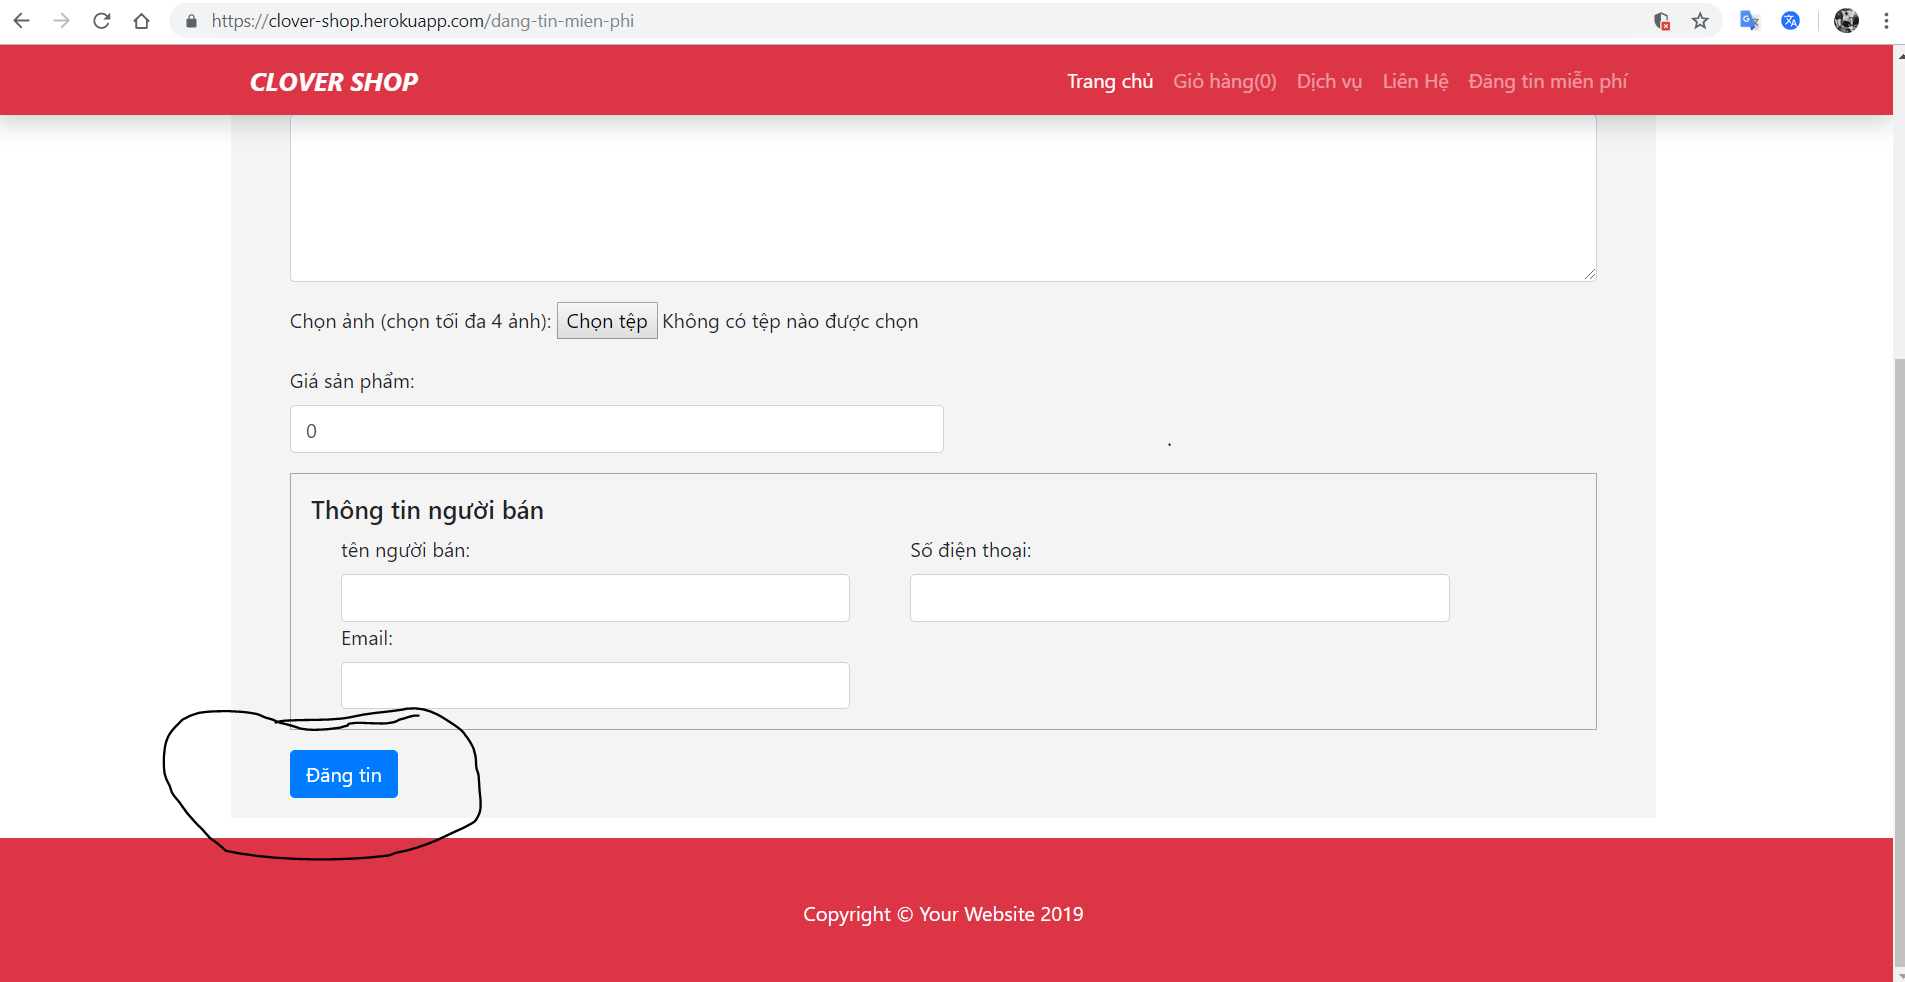 https://clover-shop.herokuapp.com/dang-tin-mien-phi
CLOVER SHOP Trang chủ Giỏ hàng(0) Dịch vụ Liên Hệ Đăng tin miễn phí
Chọn ảnh (chọn tối đa 4 ảnh): Chọn tệp Không có tệp nào được chọn
Giá sản phẩm:
0
.
Thông tin người bán
tên người bán: Số điện thoại:
Email:
Đăng tin
Copyright © Your Website 2019